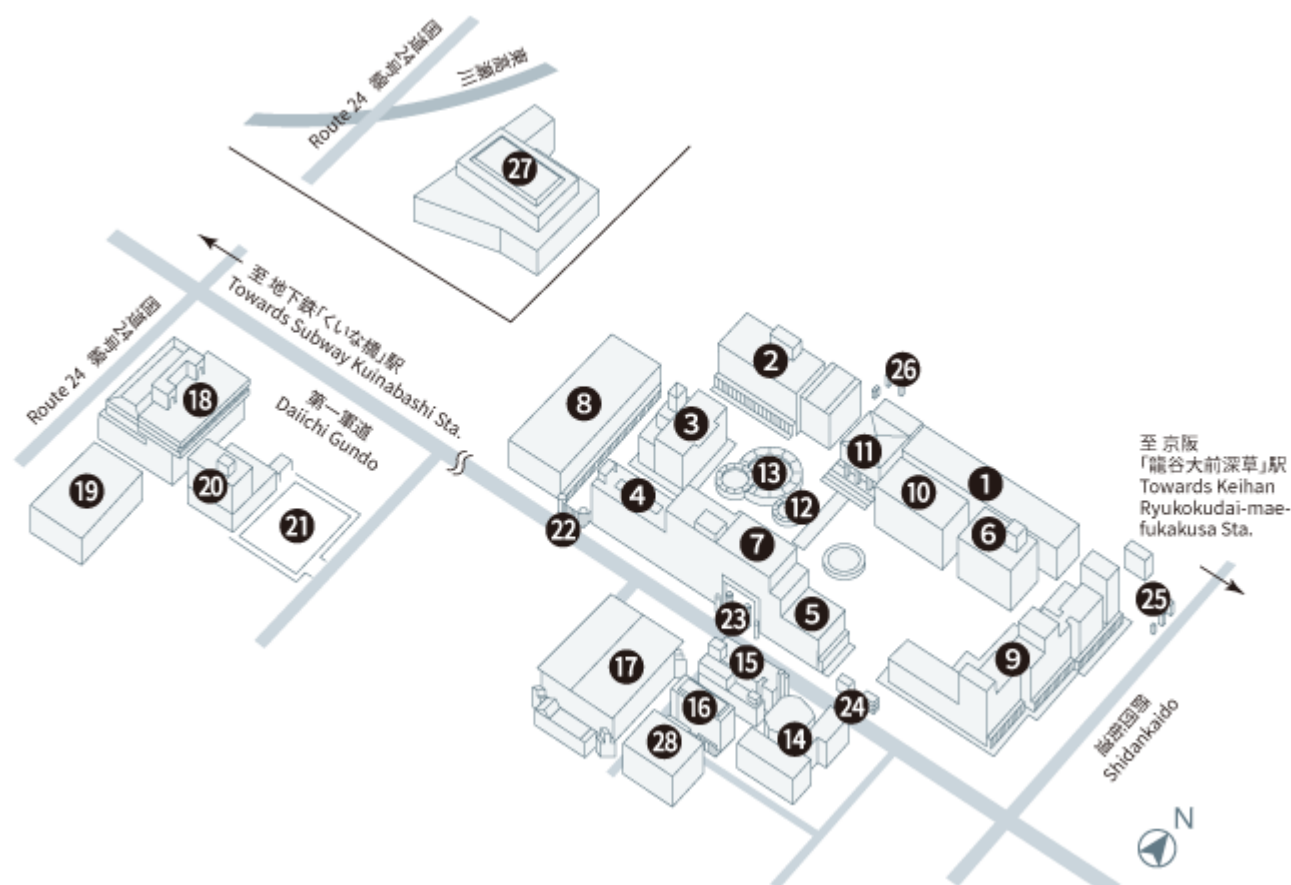 国道24号線
Route 24
東高瀬川
27
至 地下鉄「くいな橋」駅
Towards Subway Kuinabashi Sta.
国道24号線
Route 24
第一軍道
Daiichi Gundo
18
19
20
21
2
26
8
3
11
13
10
1
4
12
22
7
6
至 京阪
「龍谷大前深草」駅
Towards Keihan
Ryukokudai-mae-
fukakusa Sta.
23
5
25
15
9
17
16
24
28
14
師団街道
Shidankaido
N